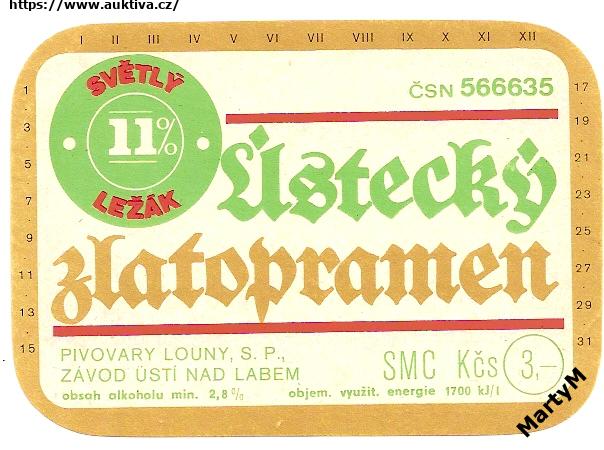 https://www.auktiva.cz/
I II III IV V VI VII VIII IX X XI XII
1
3
5
7
9
11
13
15
17
19
21
23
25
27
29
31
SVĚTLÝ
11%
LEŽÁK
ČSN 566635
Ústecký
zlatopramen
PIVOVARY LOUNY, S. P.,
ZÁVOD ÚSTÍ NAD LABEM
SMC Kčs 3,—
obsah alkoholu min. 2,8% objem. využit. energie 1700 kJ/l
MartyM